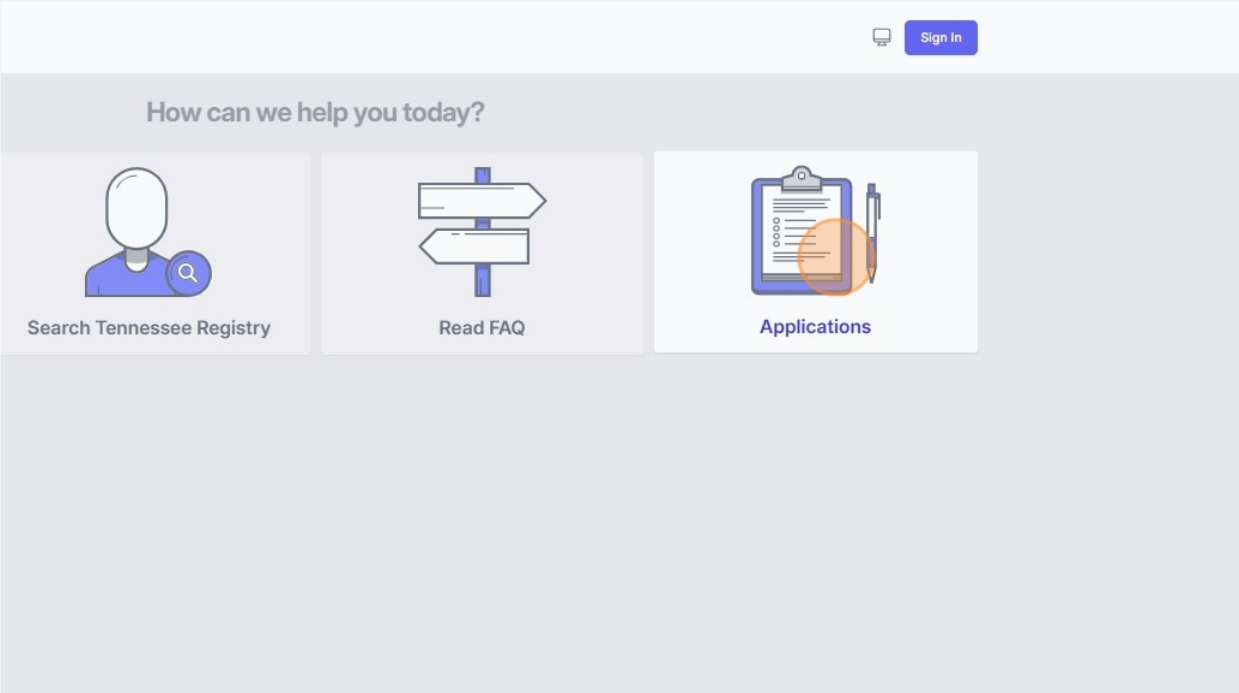 Sign In
How can we help you today?
Search Tennessee Registry
Read FAQ
Applications